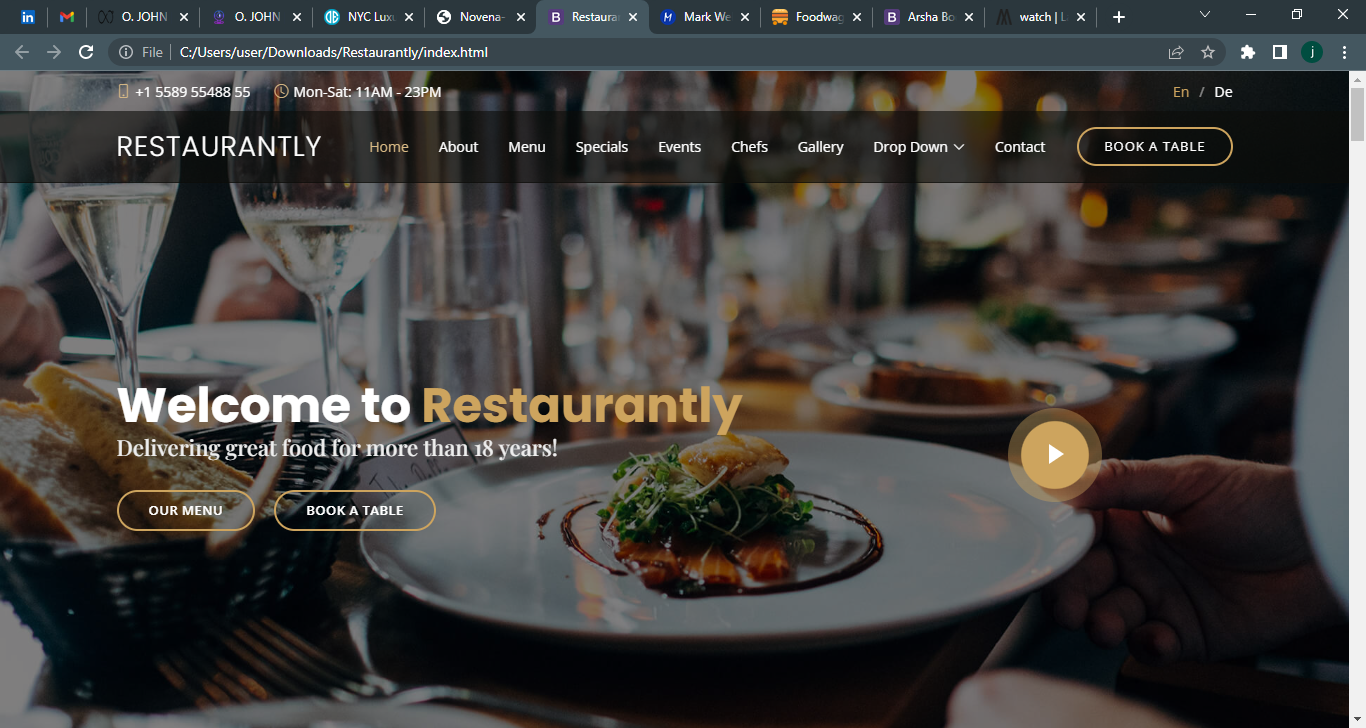 O. JOHN
O. JOHN
NYC Lux
Novena-
Restaura
Mark We
Foodwag
Arsha Bo
watch | L
File
C:/Users/user/Downloads/Restaurantly/index.html
j
+1 5589 55488 55
Mon-Sat: 11AM - 23PM
En / De
RESTAURANTLY
Home
About
Menu
Specials
Events
Chefs
Gallery
Drop Down
Contact
BOOK A TABLE
Welcome to Restaurantly
Delivering great food for more than 18 years!
OUR MENU
BOOK A TABLE